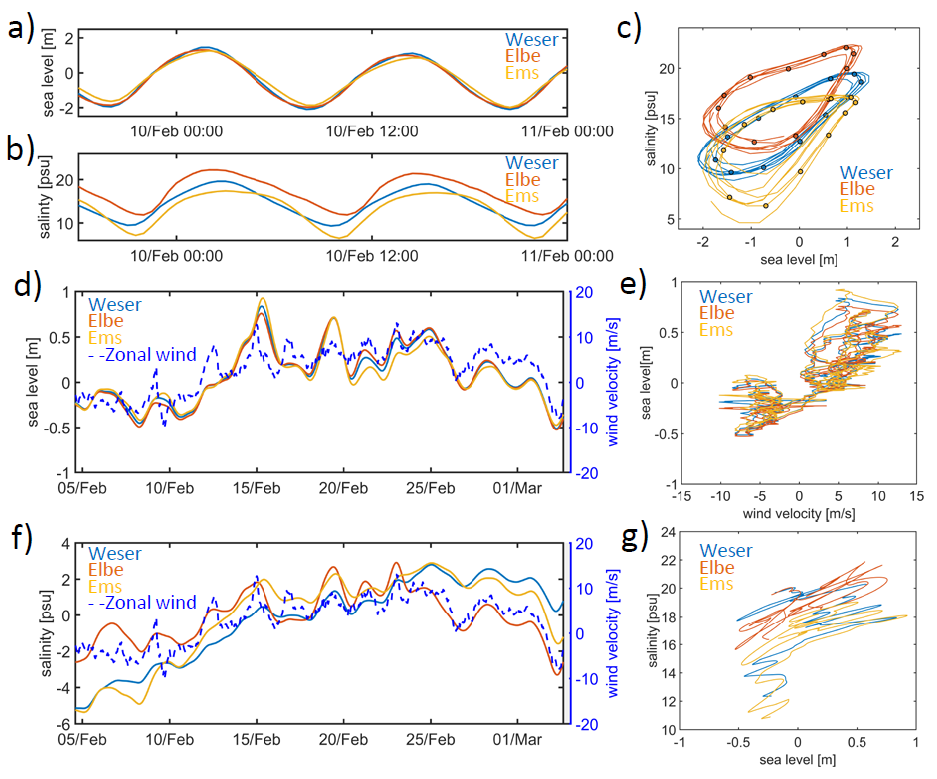 a)
sea level [m]
2
0
-2
Weser
Elbe
Ems
10/Feb 00:00
10/Feb 12:00
11/Feb 00:00
b)
salinity [psu]
20
10
Weser
Elbe
Ems
10/Feb 00:00
10/Feb 12:00
11/Feb 00:00
c)
salinity [psu]
20
15
10
5
Weser
Elbe
Ems
-2
-1
0
1
2
sea level [m]
d)
sea level [m]
1
0.5
0
-0.5
-1
Weser
Elbe
Ems
--Zonal wind
20
10
0
-10
-20
wind velocity [m/s]
05/Feb
10/Feb
15/Feb
20/Feb
25/Feb
01/Mar
e)
sea level[m]
1
0.5
0
-0.5
-1
Weser
Elbe
Ems
-15
-10
-5
0
5
10
15
wind velocity [m/s]
f)
salinity [psu]
4
2
0
-2
-4
-6
Weser
Elbe
Ems
--Zonal wind
20
10
0
-10
-20
wind velocity [m/s]
05/Feb
10/Feb
15/Feb
20/Feb
25/Feb
01/Mar
g)
salinity [psu]
24
22
20
18
16
14
12
10
Weser
Elbe
Ems
-1
-0.5
0
0.5
1
sea level [m]